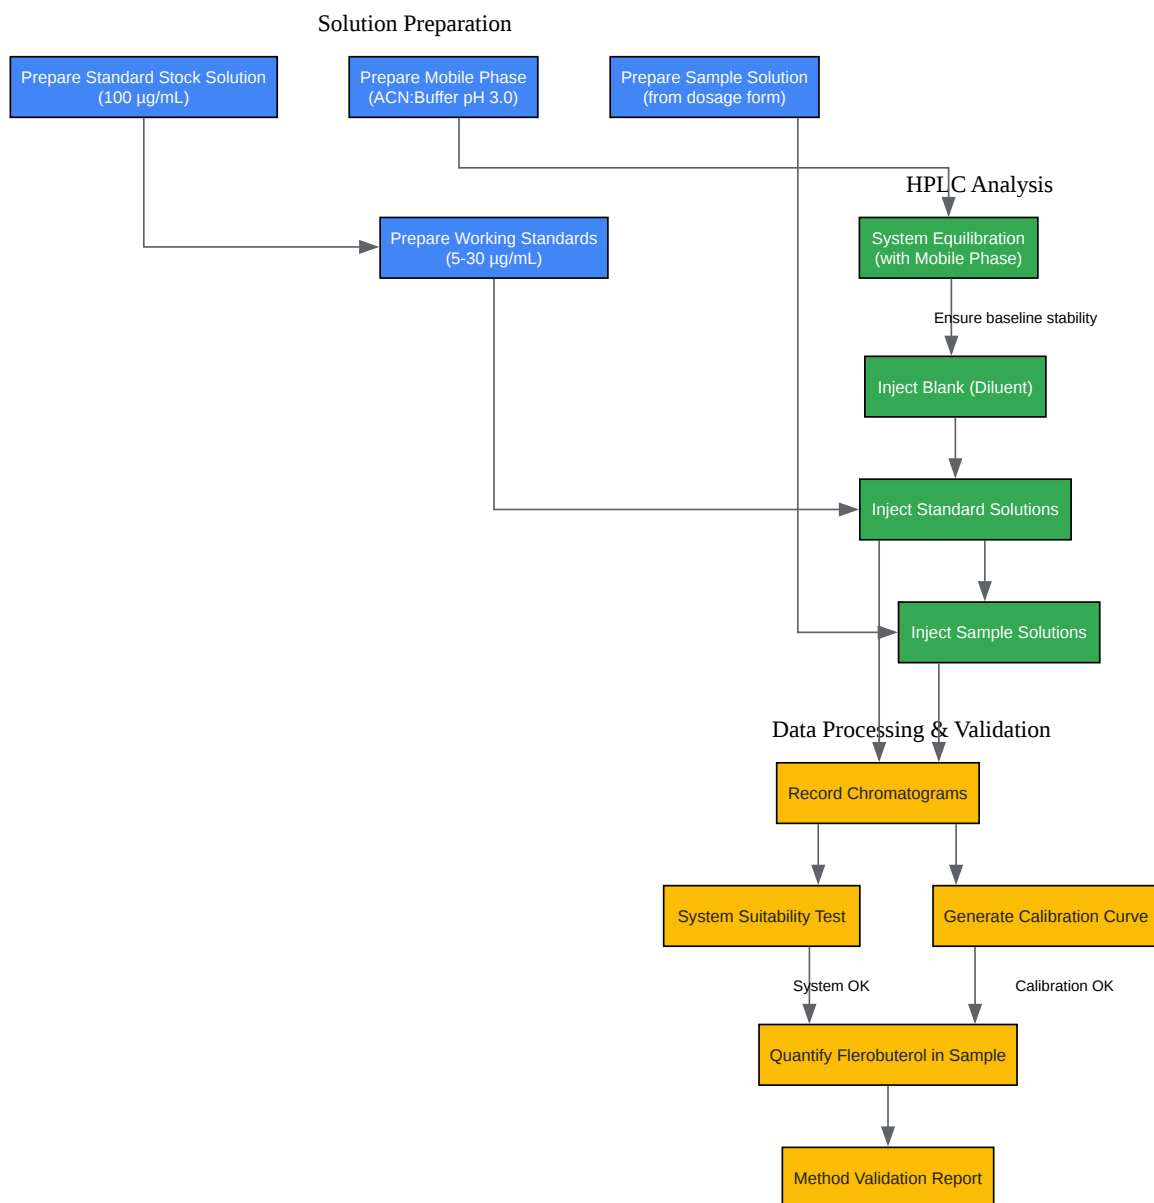 Solution Preparation
Prepare Standard Stock Solution
(100 µg/mL)
Prepare Mobile Phase
(ACN:Buffer pH 3.0)
Prepare Sample Solution
(from dosage form)
HPLC Analysis
Prepare Working Standards
(5-30 µg/mL)
System Equilibration
(with Mobile Phase)
Ensure baseline stability
Inject Blank (Diluent)
Inject Standard Solutions
Inject Sample Solutions
Data Processing & Validation
Record Chromatograms
System Suitability Test
Generate Calibration Curve
System OK
Calibration OK
Quantify Flerobuterol in Sample
Method Validation Report